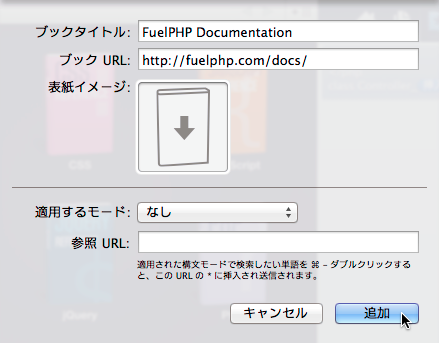 ブックタイトル: FuelPHP Documentation
ブック URL: http://fuelphp.com/docs/
表紙イメージ:
適用するモード: なし
参照 URL:
適用された構文モードで検索したい単語を ⌘ – ダブルクリックする
と、この URL の * に挿入され送信されます。
キャンセル 追加